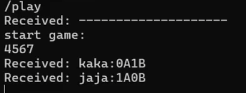 /play
Received: --------------------
start game:
4567
Received: kaka:0A1B
Received: jaja:1A0B